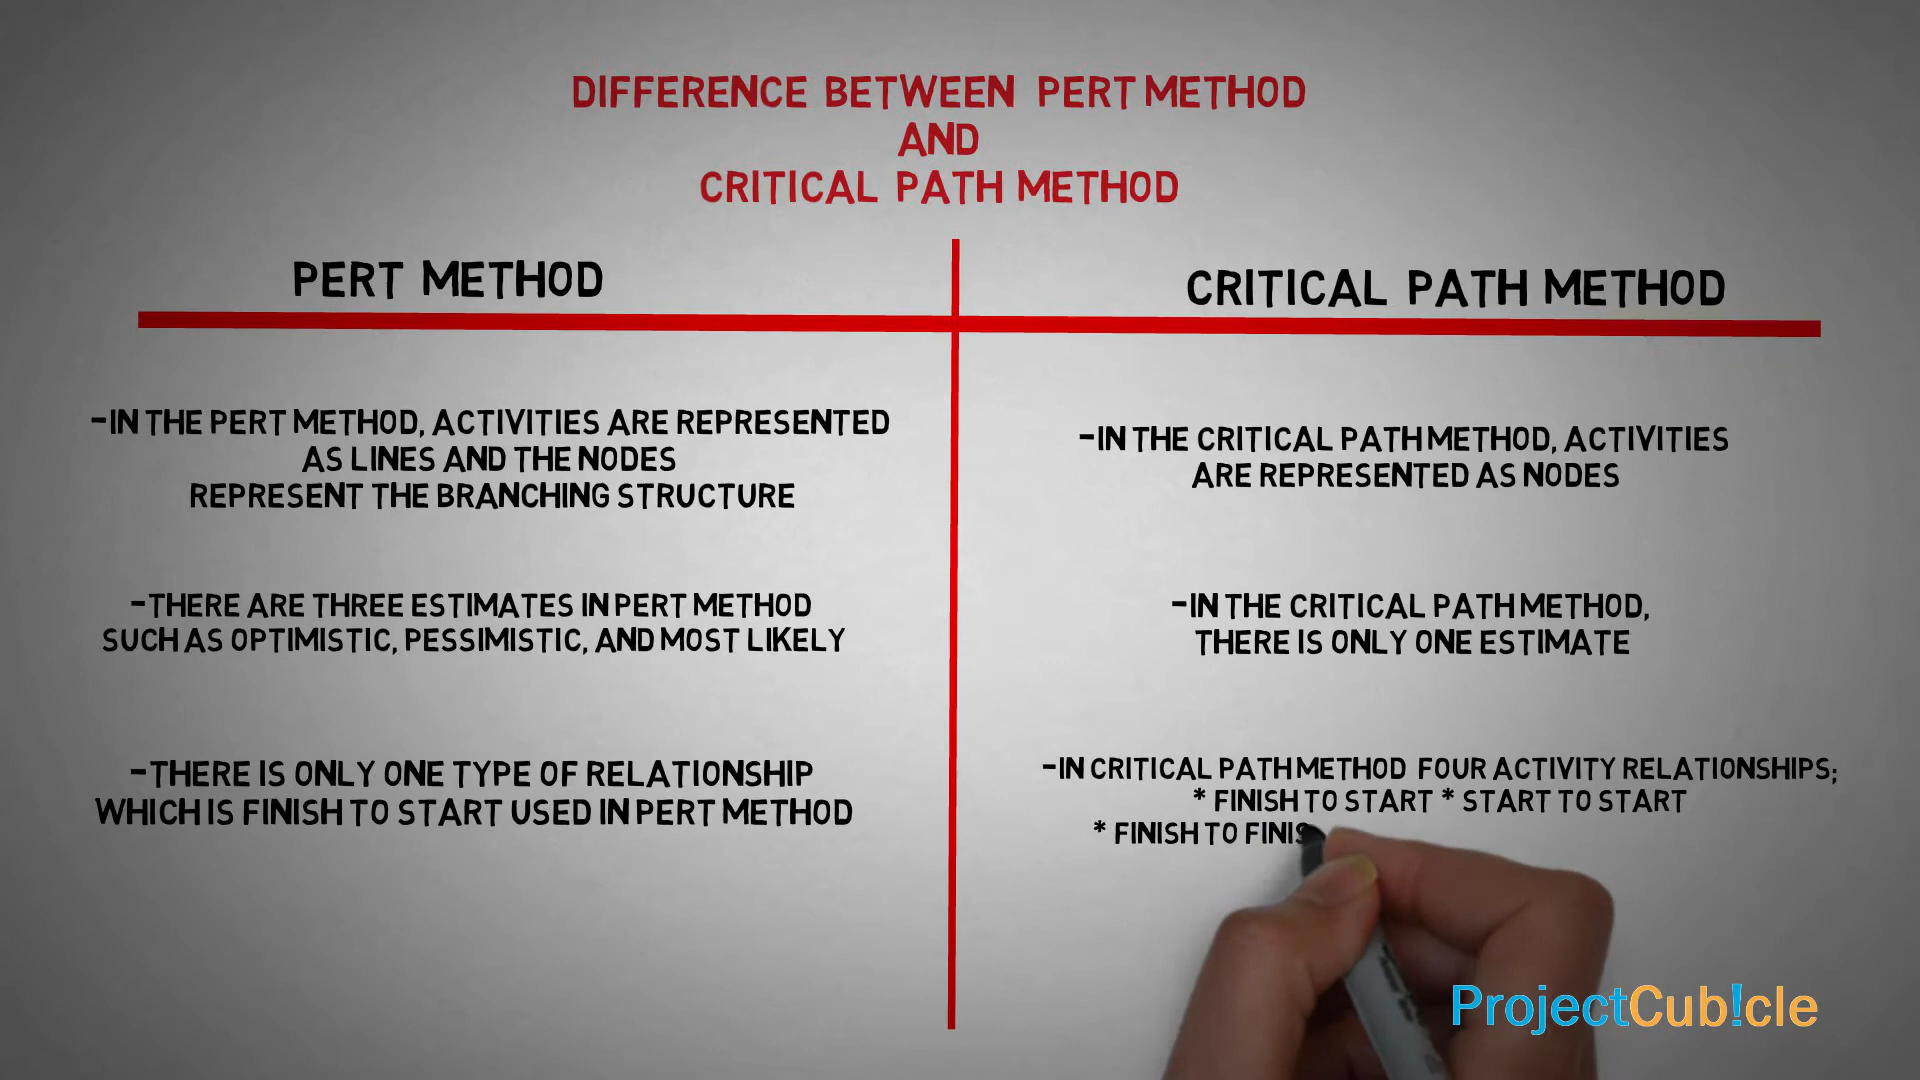 DIFFERENCE BETWEEN PERT METHOD
AND
CRITICAL PATH METHOD
PERT METHOD
-IN THE PERT METHOD, ACTIVITIES ARE REPRESENTED
AS LINES AND THE NODES
REPRESENT THE BRANCHING STRUCTURE
-THERE ARE THREE ESTIMATES IN PERT METHOD
SUCH AS OPTIMISTIC, PESSIMISTIC, AND MOST LIKELY
-THERE IS ONLY ONE TYPE OF RELATIONSHIP
WHICH IS FINISH TO START USED IN PERT METHOD
CRITICAL PATH METHOD
-IN THE CRITICAL PATH METHOD, ACTIVITIES
ARE REPRESENTED AS NODES
-IN THE CRITICAL PATH METHOD,
THERE IS ONLY ONE ESTIMATE
-IN CRITICAL PATH METHOD FOUR ACTIVITY RELATIONSHIPS;
* FINISH TO START * START TO START
* FINISH TO FINIS
ProjectCub!cle